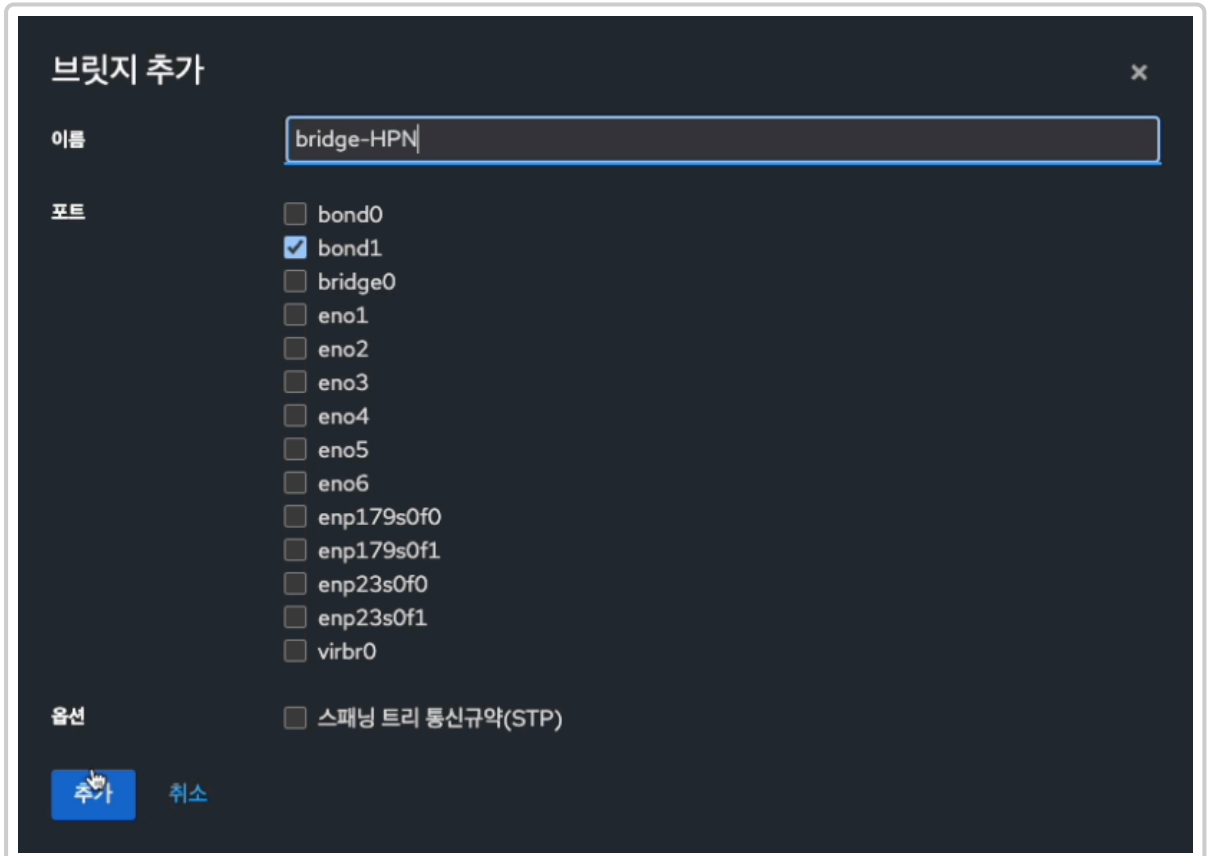 브릿지 추가
이름 bridge-HPN
포트 bond0
bond1
bridge0
eno1
eno2
eno3
eno4
eno5
eno6
enp179s0f0
enp179s0f1
enp23s0f0
enp23s0f1
virbr0
옵션 스패닝 트리 통신규약(STP)
추가 취소